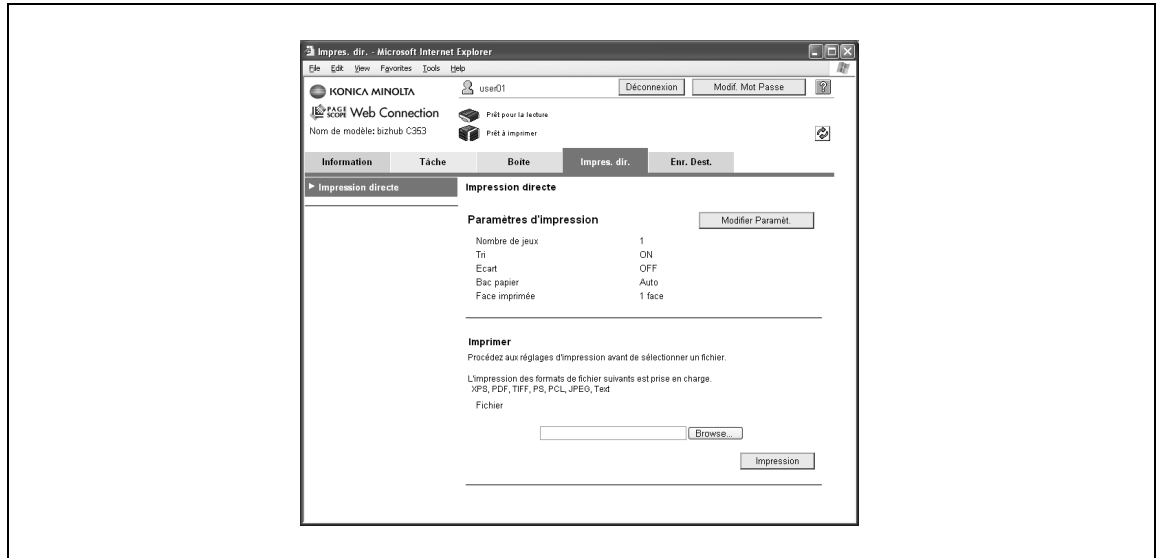 Impres. dir. - Microsoft Internet Explorer
File Edit View Favorites Tools Help
KONICA MINOLTA
user01
Déconnexion
Modif. Mot Passe
?
PAGE SCOPE Web Connection
Prêt pour la lecture
Nom de modèle: bizhub C353
Prêt à imprimer
Information Tâche Boîte Impres. dir. Enr. Dest.
Impression directe
Impression directe
Paramètres d'impression
Modifier Paramèt.
Nombre de jeux 1
Tri ON
Ecart OFF
Bac papier Auto
Face imprimée 1 face
Imprimer
Procédez aux réglages d'impression avant de sélectionner un fichier.
L'impression des formats de fichier suivants est prise en charge.
XPS, PDF, TIFF, PS, PCL, JPEG, Text
Fichier
Browse...
Impression